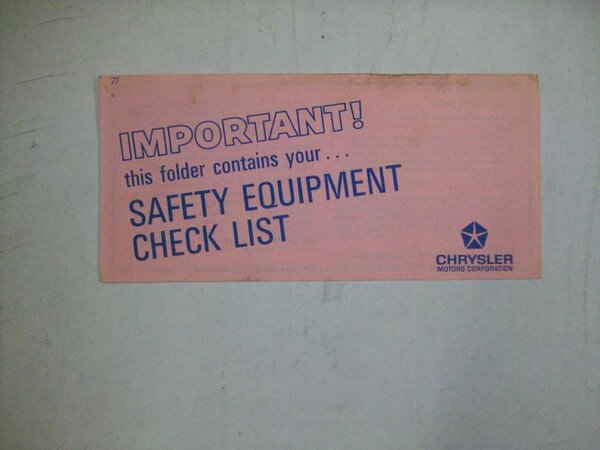 IMPORTANT!
this folder contains your...
SAFETY EQUIPMENT
CHECK LIST
CHRYSLER
MOTORS CORPORATION